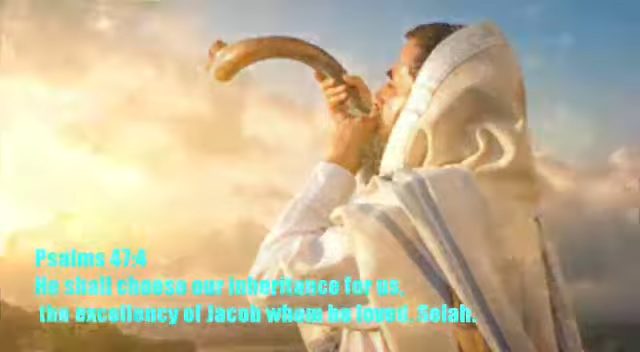 Psalms 47:4
He shall choose our inheritance for us,
the excellency of Jacob whom he loved. Selah.